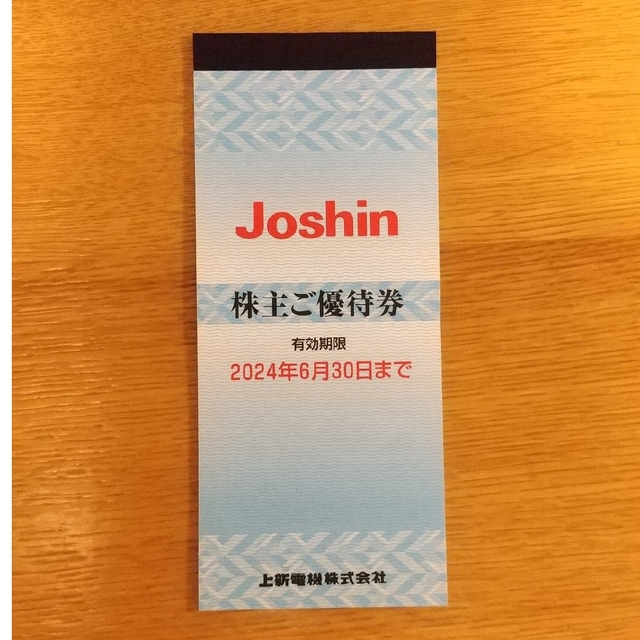 Joshin
株主ご優待券
有効期限
2024年6月30日まで
上新電機株式会社